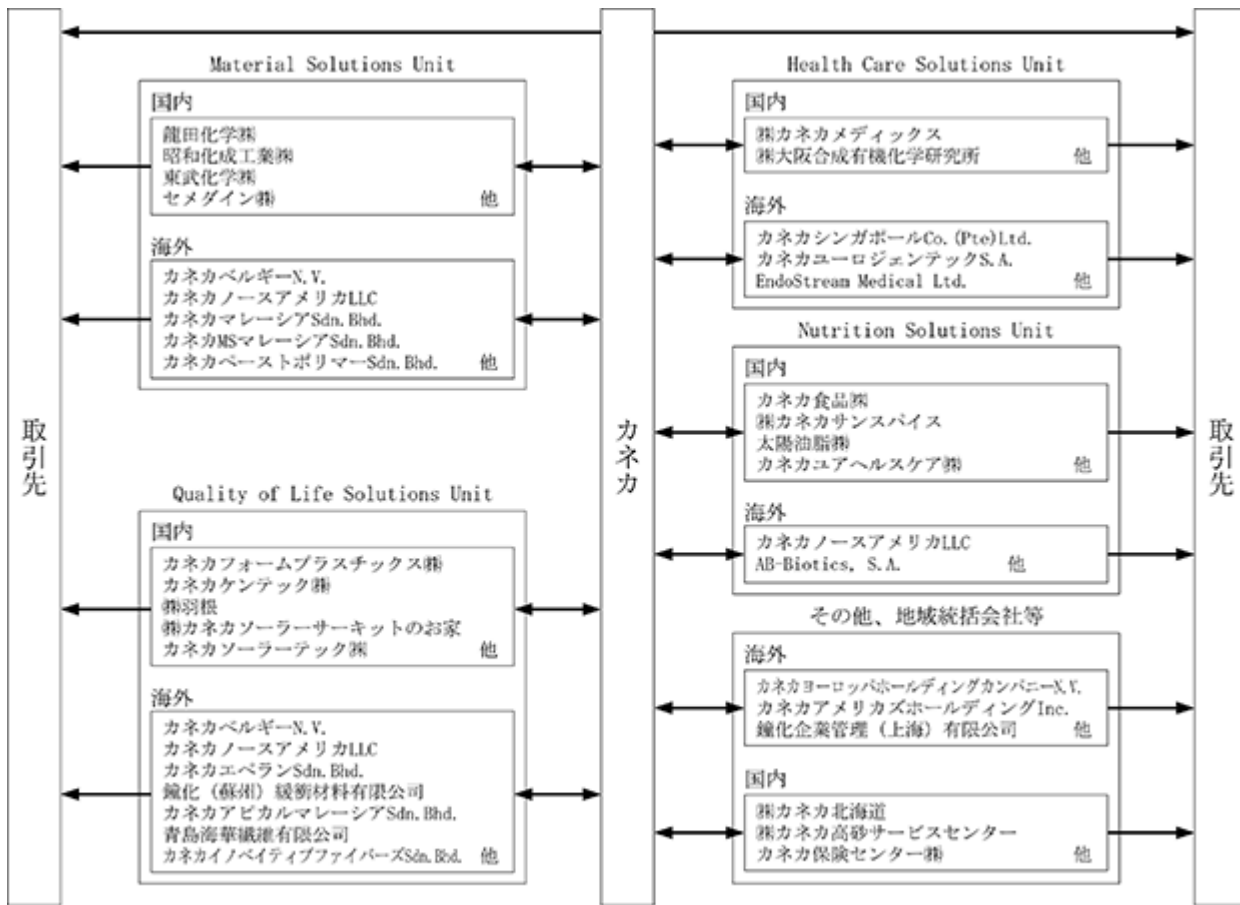 取引先
Material Solutions Unit
国内
龍田化学㈱
昭和化成工業㈱
東武化学㈱
セメダイン㈱ 他
海外
カネカベルギーN.V.
カネカノースアメリカLLC
カネカマレーシアSdn.Bhd.
カネカMSマレーシアSdn.Bhd.
カネカペーストポリマーSdn.Bhd. 他
Quality of Life Solutions Unit
国内
カネカフォームプラスチックス㈱
カネカケンテック㈱
㈱羽根
㈱カネカソーラーサーキットのお家
カネカソーラーテック㈱ 他
海外
カネカベルギーN.V.
カネカノースアメリカLLC
カネカエペランSdn.Bhd.
鐘化（蘇州）緩衝材料有限公司
カネカアピカルマレーシアSdn.Bhd.
青島海華繊維有限公司
カネカイノベイティブファイバーズSdn.Bhd. 他
カネカ
Health Care Solutions Unit
国内
㈱カネカメディックス
㈱大阪合成有機化学研究所 他
海外
カネカシンガポールCo.(Pte)Ltd.
カネカユーロジェンテックS.A.
EndoStream Medical Ltd. 他
Nutrition Solutions Unit
国内
カネカ食品㈱
㈱カネカサンスパイス
太陽油脂㈱
カネカユアヘルスケア㈱ 他
海外
カネカノースアメリカLLC
AB-Biotics, S.A. 他
その他、地域統括会社等
海外
カネカヨーロッパホールディングカンパニーN.V.
カネカアメリカズホールディングInc.
鐘化企業管理（上海）有限公司 他
国内
㈱カネカ北海道
㈱カネカ高砂サービスセンター
カネカ保険センター㈱ 他
取引先